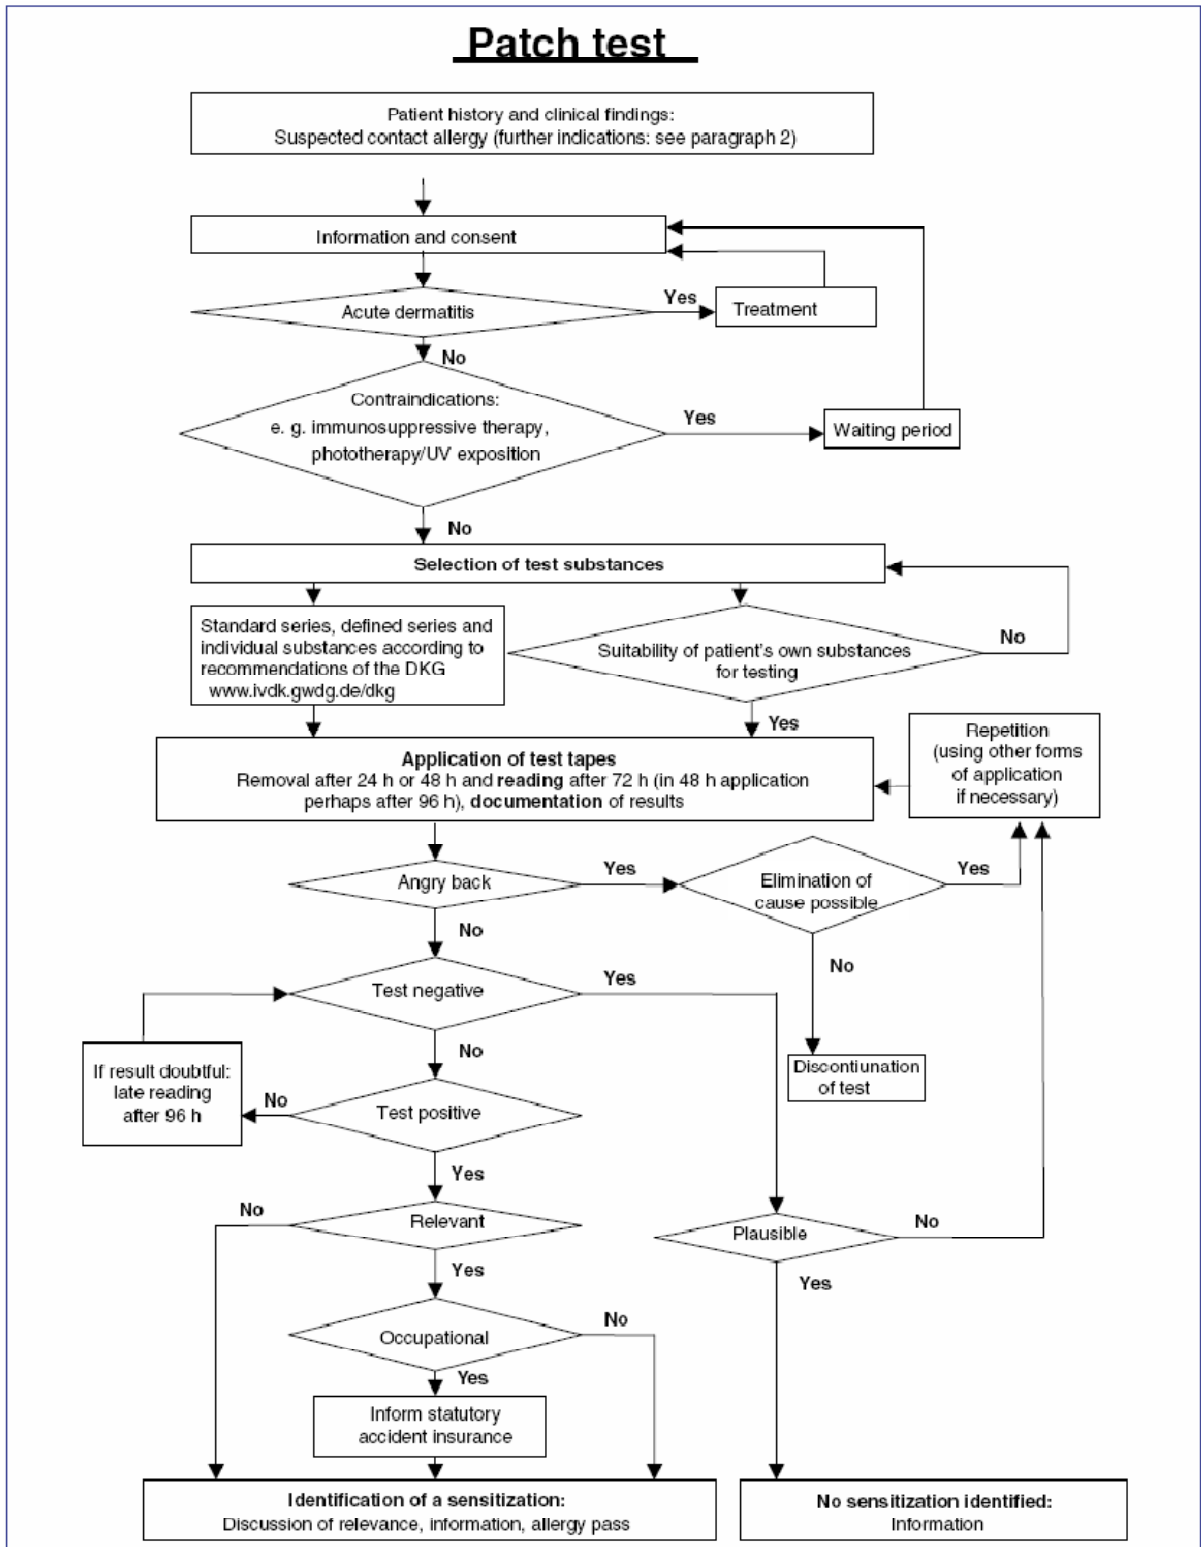 Patch test
Patient history and clinical findings:
Suspected contact allergy (further indications: see paragraph 2)
Information and consent
Acute dermatitis
Yes
Treatment
No
Contraindications:
e. g. immunosuppressive therapy,
phototherapy/UV exposition
Yes
Waiting period
No
Selection of test substances
Standard series, defined series and
individual substances according to
recommendations of the DKG
www.ivdk.gwdg.de/dkg
Suitability of patient's own substances
for testing
No
Yes
Application of test tapes
Removal after 24 h or 48 h and reading after 72 h (in 48 h application
perhaps after 96 h), documentation of results
Repetition
(using other forms
of application
if necessary)
Angry back
Yes
Elimination of
cause possible
Yes
No
No
Test negative
Yes
No
Discontiunation
of test
If result doubtful:
late reading
after 96 h
No
Test positive
Yes
No
Relevant
Plausible
No
Yes
Yes
Occupational
No
Yes
Inform statutory
accident insurance
Identification of a sensitization:
Discussion of relevance, information, allergy pass
No sensitization identified:
Information